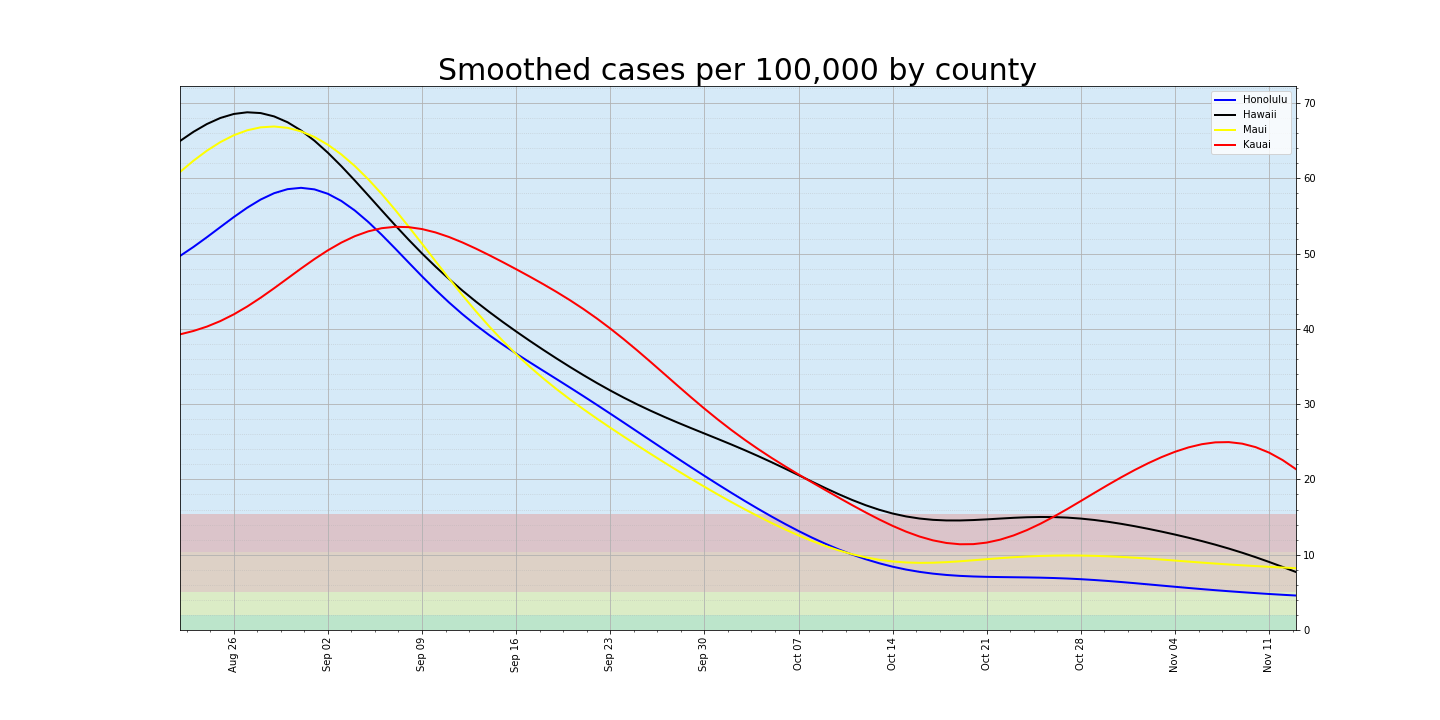 Smoothed cases per 100,000 by county
Honolulu
Hawaii
Maui
Kauai
70
60
50
40
30
20
10
0
Aug 26
Sep 02
Sep 09
Sep 16
Sep 23
Sep 30
Oct 07
Oct 14
Oct 21
Oct 28
Nov 04
Nov 11